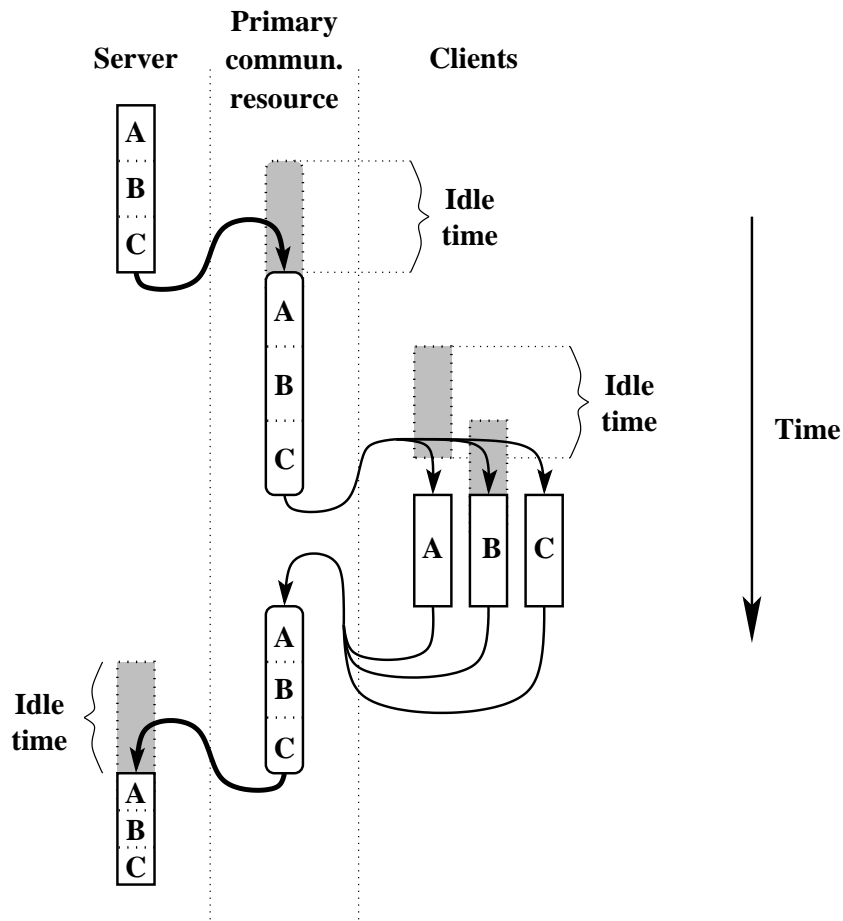 Server
Primary
commun.
resource
Clients
A
B
C
Idle
time
A
B
C
Idle
time
Time
A
B
C
A
B
C
Idle
time
A
B
C